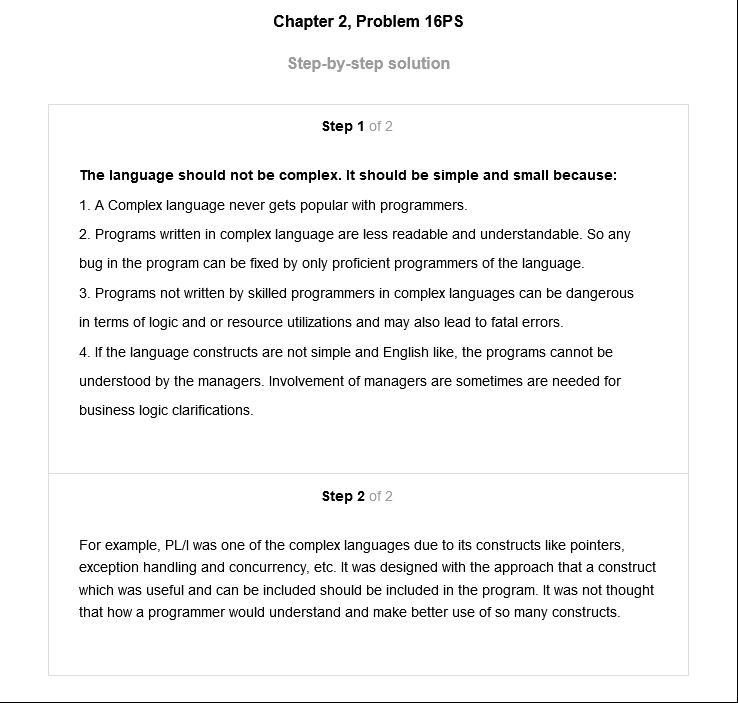 Chapter 2, Problem 16PS
Step-by-step solution
Step 1 of 2
The language should not be complex. It should be simple and small because:
1. A Complex language never gets popular with programmers.
2. Programs written in complex language are less readable and understandable. So any
bug in the program can be fixed by only proficient programmers of the language.
3. Programs not written by skilled programmers in complex languages can be dangerous
in terms of logic and or resource utilizations and may also lead to fatal errors.
4. If the language constructs are not simple and English like, the programs cannot be
understood by the managers. Involvement of managers are sometimes are needed for
business logic clarifications.
Step 2 of 2
For example, PL/I was one of the complex languages due to its constructs like pointers,
exception handling and concurrency, etc. It was designed with the approach that a construct
which was useful and can be included should be included in the program. It was not thought
that how a programmer would understand and make better use of so many constructs.